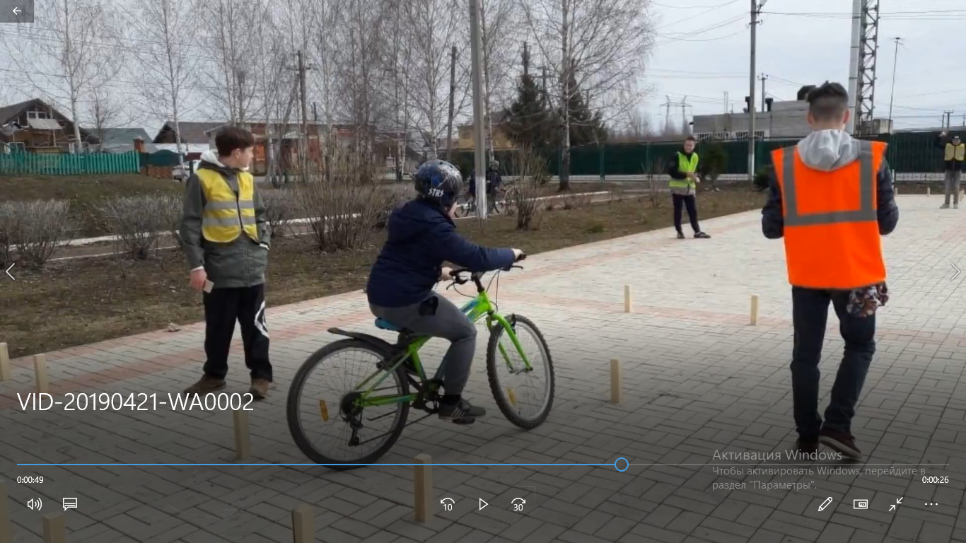 STRS
VID-20190421-WA0002
Активация Windows
Чтобы активировать Windows, перейдите в
раздел "Параметры".
0:00:49
0:00:26
10
30